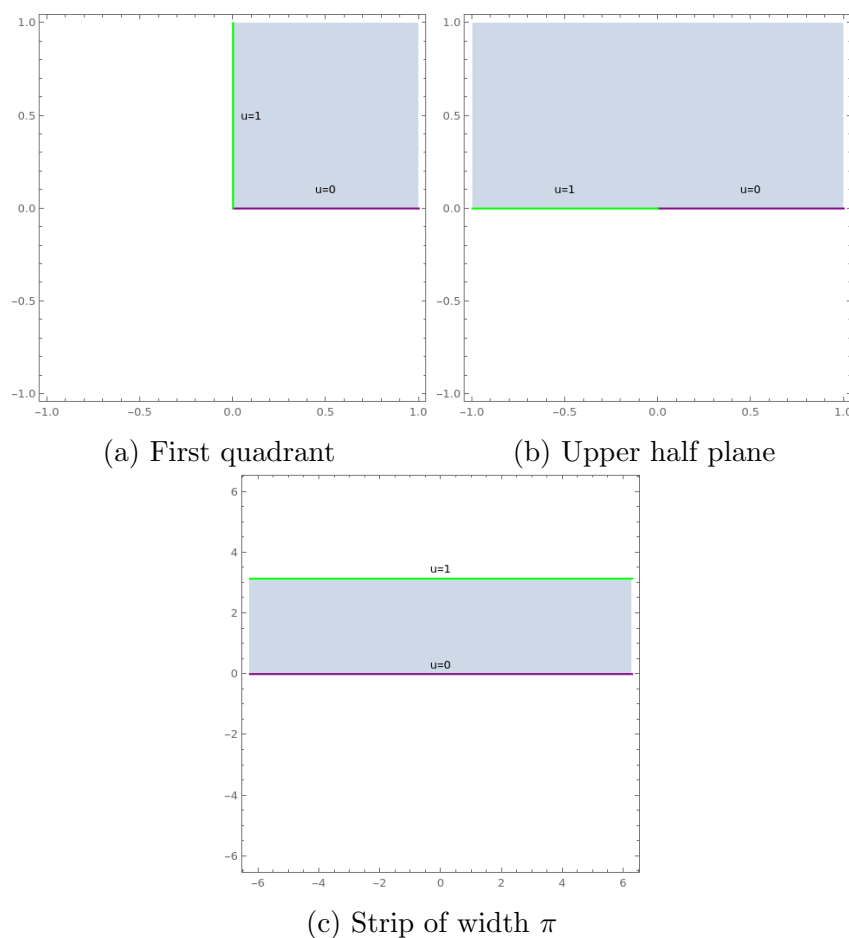 1.0
0.5
0.0
−0.5
−1.0
u=1
u=0
−1.0 −0.5 0.0 0.5 1.0
(a) First quadrant
1.0
0.5
0.0
−0.5
−1.0
u=1 u=0
−1.0 −0.5 0.0 0.5 1.0
(b) Upper half plane
6
4
2
0
−2
−4
−6
u=1
u=0
−6 −4 −2 0 2 4 6
(c) Strip of width π